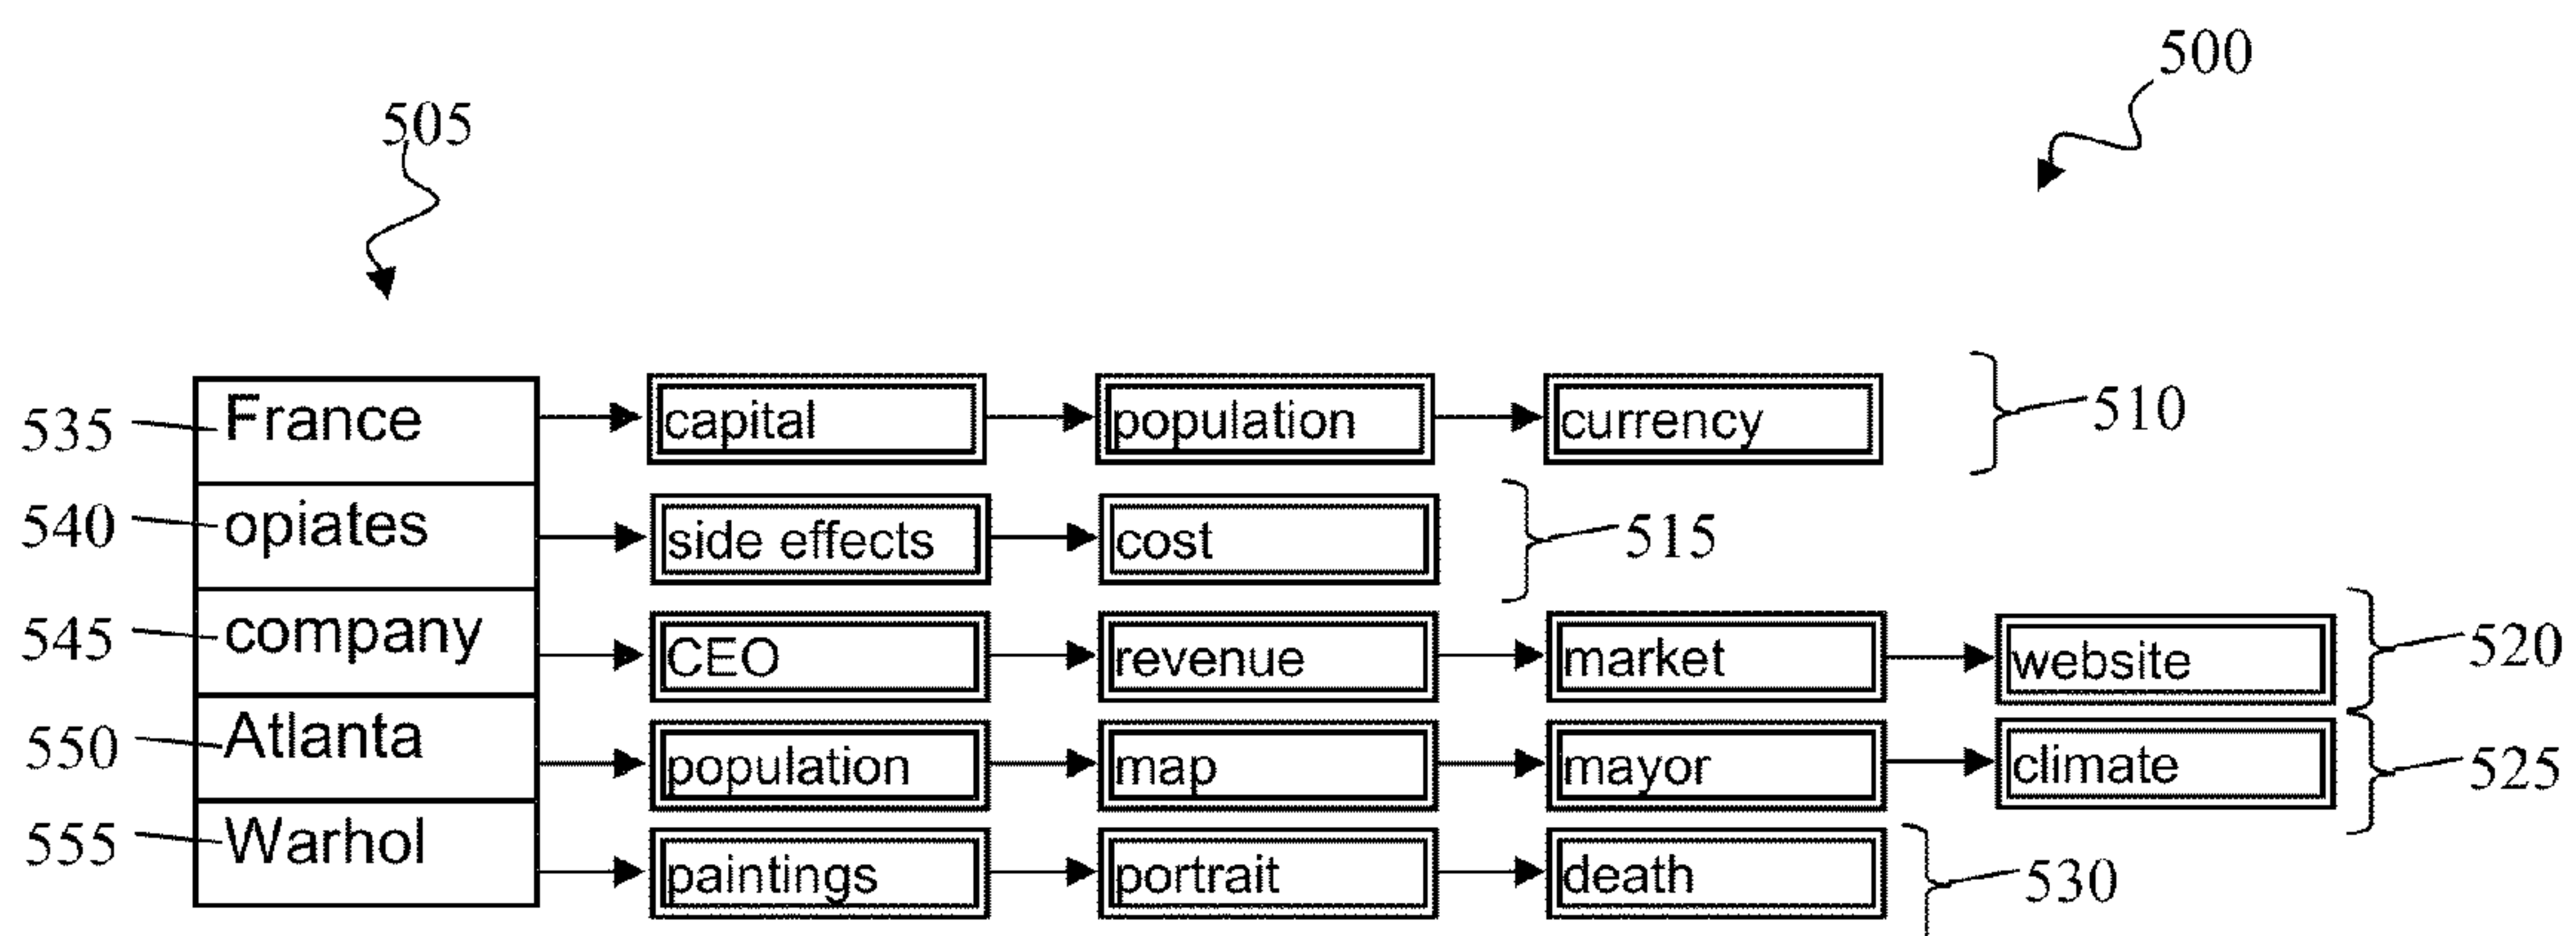 500
505
535 France capital population currency 510
540 opiates side effects cost 515
545 company CEO revenue market website 520
550 Atlanta population map mayor climate 525
555 Warhol paintings portrait death 530